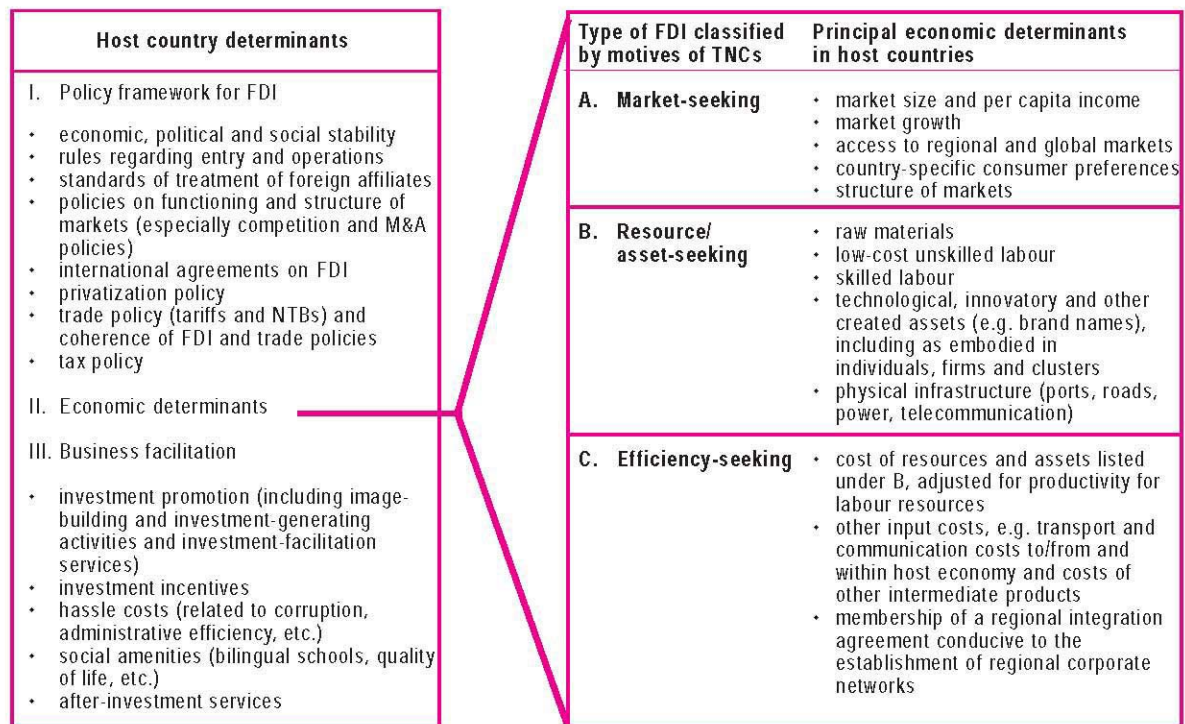 Host country determinants
I. Policy framework for FDI
• economic, political and social stability
• rules regarding entry and operations
• standards of treatment of foreign affiliates
• policies on functioning and structure of
markets (especially competition and M&A
policies)
• international agreements on FDI
• privatization policy
• trade policy (tariffs and NTBs) and
coherence of FDI and trade policies
• tax policy
II. Economic determinants
III. Business facilitation
• investment promotion (including image-
building and investment-generating
activities and investment-facilitation
services)
• investment incentives
• hassle costs (related to corruption,
administrative efficiency, etc.)
• social amenities (bilingual schools, quality
of life, etc.)
• after-investment services
Type of FDI classified
by motives of TNCs
Principal economic determinants
in host countries
A. Market-seeking
• market size and per capita income
• market growth
• access to regional and global markets
• country-specific consumer preferences
• structure of markets
B. Resource/
asset-seeking
• raw materials
• low-cost unskilled labour
• skilled labour
• technological, innovatory and other
created assets (e.g. brand names),
including as embodied in
individuals, firms and clusters
• physical infrastructure (ports, roads,
power, telecommunication)
C. Efficiency-seeking
• cost of resources and assets listed
under B, adjusted for productivity for
labour resources
• other input costs, e.g. transport and
communication costs to/from and
within host economy and costs of
other intermediate products
• membership of a regional integration
agreement conducive to the
establishment of regional corporate
networks